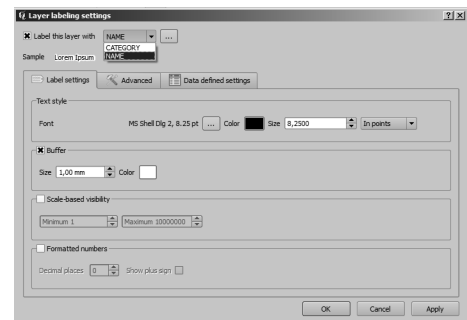 Layer labeling settings ? x
Label this layer with NAME ...
CATEGORY
NAME
Sample Lorem Ipsum
Label settings Advanced Data defined settings
Text style
Font MS Shell Dlg 2, 8.25 pt ... Color Size 8,2500 In points
Buffer
Size 1,00 mm Color
Scale-based visibility
Minimum 1 Maximum 10000000
Formatted numbers
Decimal places 0 Show plus sign
OK Cancel Apply